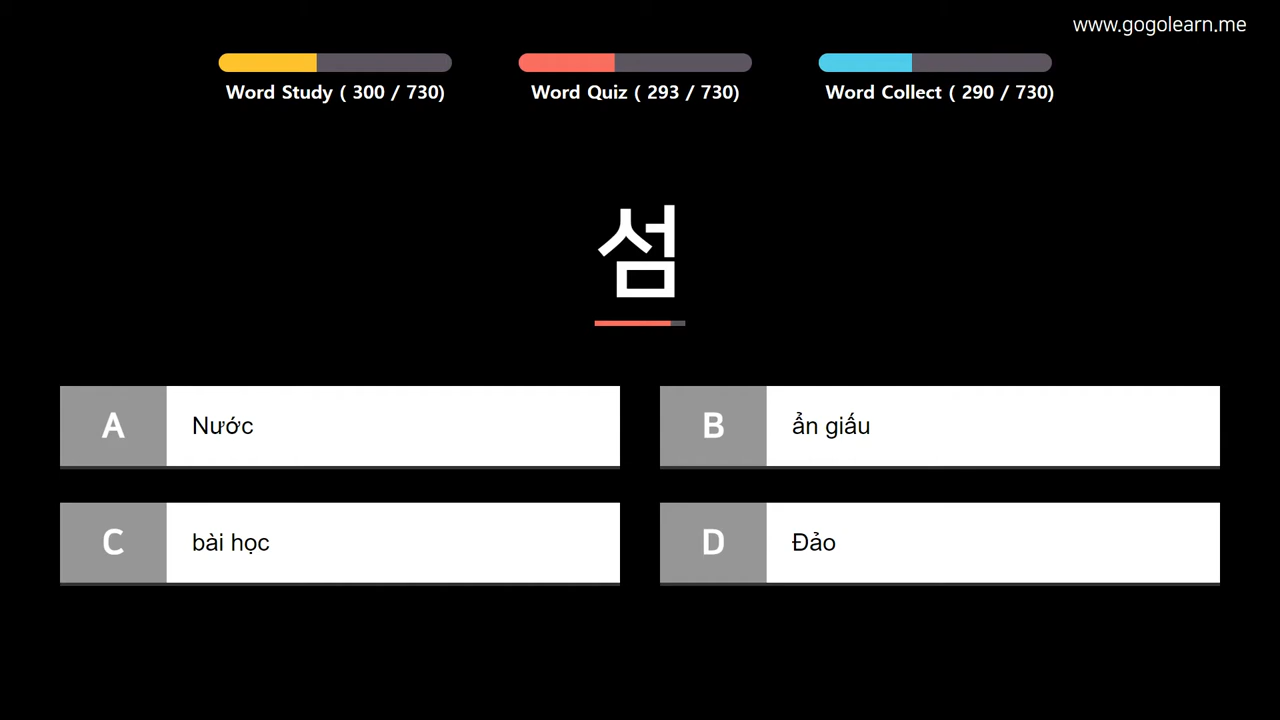 www.gogolearn.me
Word Study ( 300 / 730)
Word Quiz ( 293 / 730)
Word Collect ( 290 / 730)
섬
A Nước
B ẩn giấu
C bài học
D Đảo